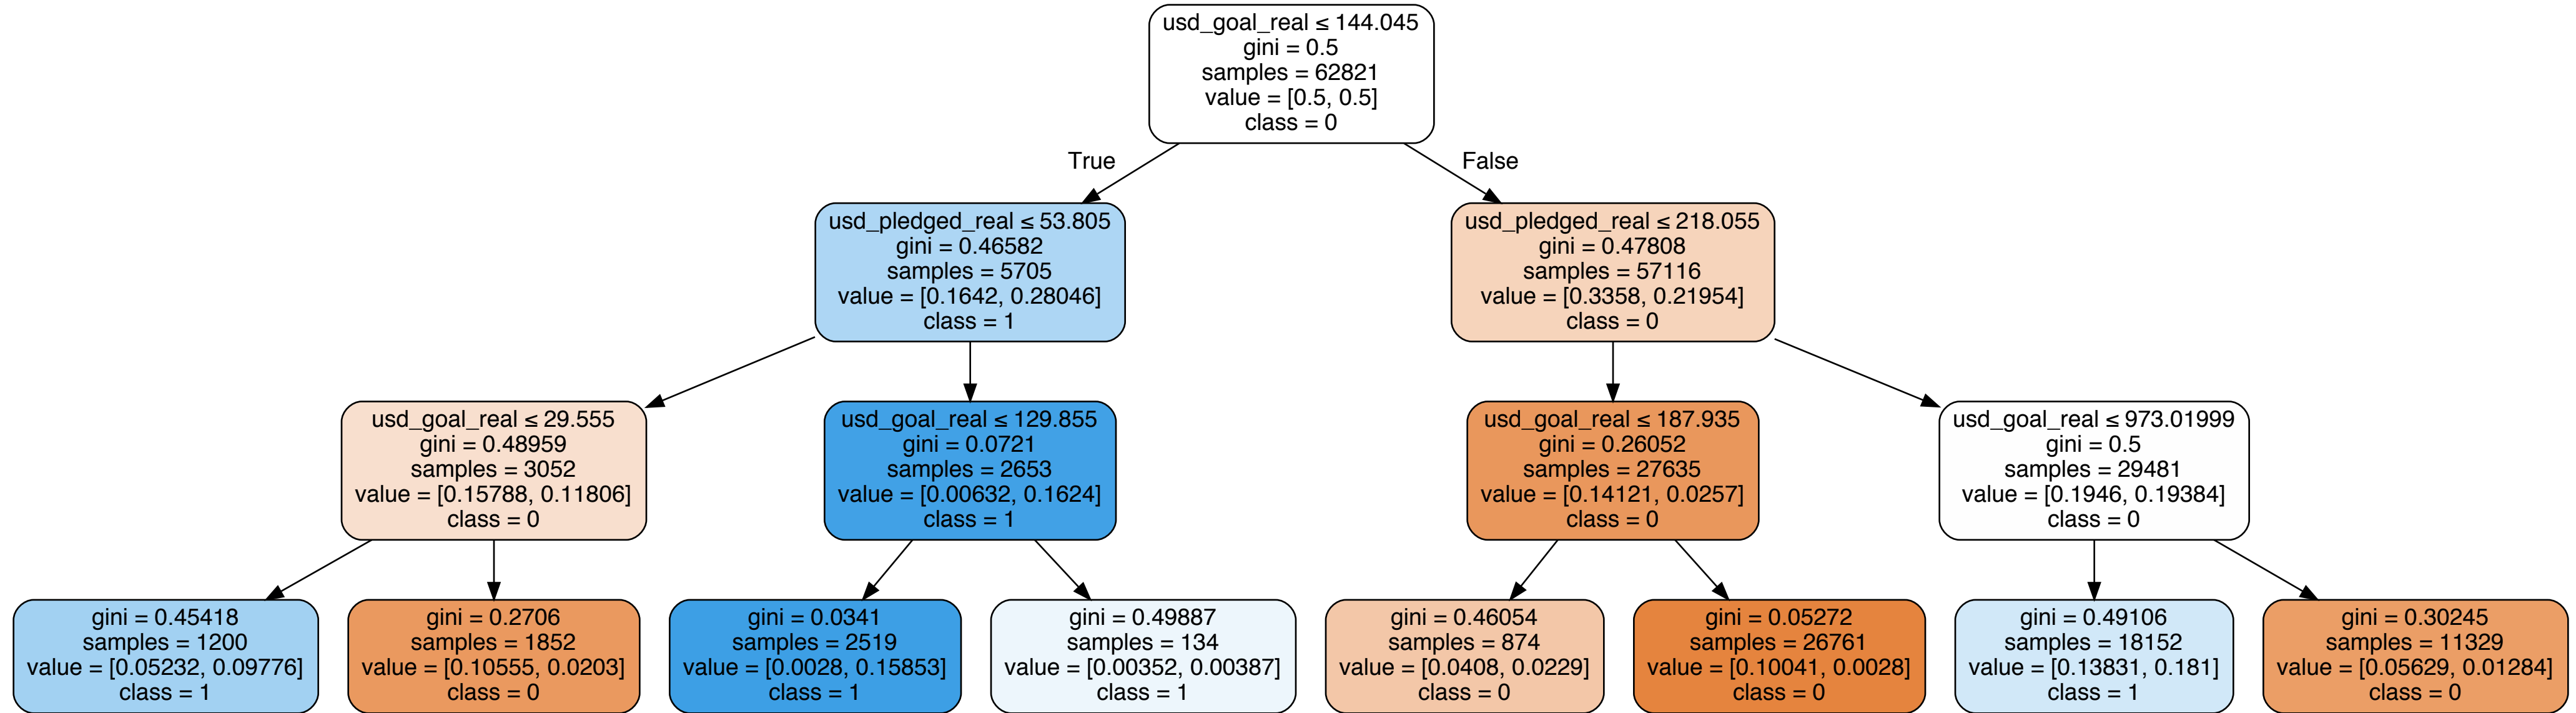 usd_goal_real ≤ 144.045
gini = 0.5
samples = 62821
value = [0.5, 0.5]
class = 0
True
False
usd_pledged_real ≤ 53.805
gini = 0.46582
samples = 5705
value = [0.1642, 0.28046]
class = 1
usd_pledged_real ≤ 218.055
gini = 0.47808
samples = 57116
value = [0.3358, 0.21954]
class = 0
usd_goal_real ≤ 29.555
gini = 0.48959
samples = 3052
value = [0.15788, 0.11806]
class = 0
usd_goal_real ≤ 129.855
gini = 0.0721
samples = 2653
value = [0.00632, 0.1624]
class = 1
usd_goal_real ≤ 187.935
gini = 0.26052
samples = 27635
value = [0.14121, 0.0257]
class = 0
usd_goal_real ≤ 973.01999
gini = 0.5
samples = 29481
value = [0.1946, 0.19384]
class = 0
gini = 0.45418
samples = 1200
value = [0.05232, 0.09776]
class = 1
gini = 0.2706
samples = 1852
value = [0.10555, 0.0203]
class = 0
gini = 0.0341
samples = 2519
value = [0.0028, 0.15853]
class = 1
gini = 0.49887
samples = 134
value = [0.00352, 0.00387]
class = 1
gini = 0.46054
samples = 874
value = [0.0408, 0.0229]
class = 0
gini = 0.05272
samples = 26761
value = [0.10041, 0.0028]
class = 0
gini = 0.49106
samples = 18152
value = [0.13831, 0.181]
class = 1
gini = 0.30245
samples = 11329
value = [0.05629, 0.01284]
class = 0